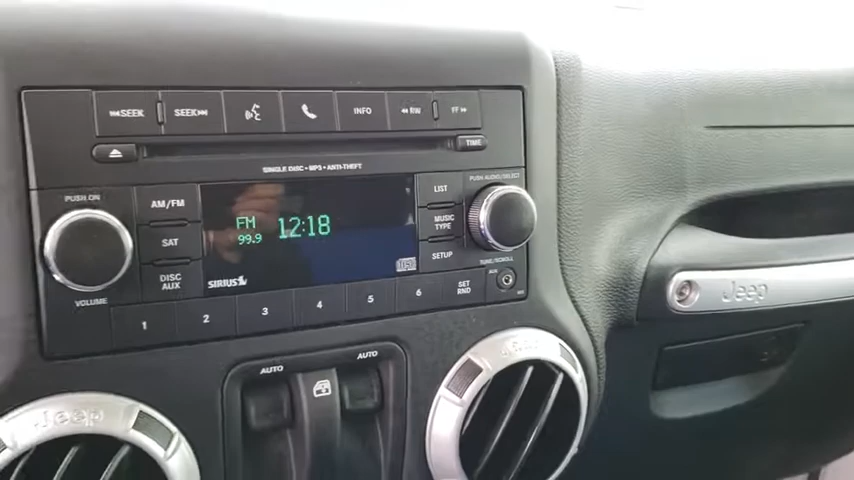 SEEK SEEK INFO RW FF
TIME
SINGLE DISC • MP3 • ANTI-THEFT
PUSH ON PUSH AUDIO/SELECT
AM/FM LIST
SAT MUSIC TYPE
DISC AUX SETUP
FM 12:18
99.9
SIRIUS
VOLUME TUNE/SCROLL
1 2 3 4 5 6 SET RND AUX
AUTO AUTO
Jeep
Jeep
Jeep